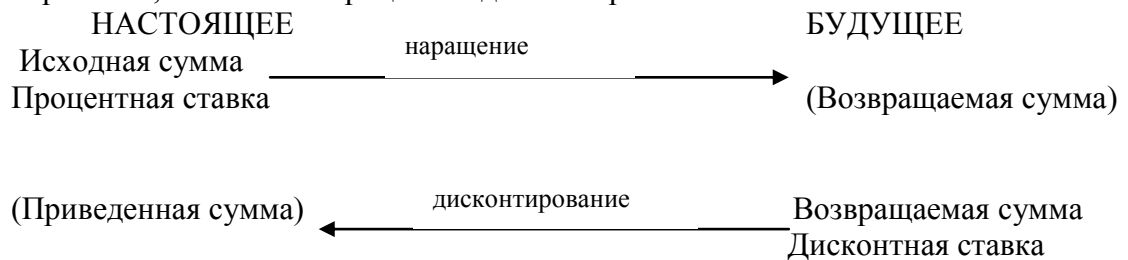 НАСТОЯЩЕЕ БУДУЩЕЕ
наращение
Исходная сумма
Процентная ставка (Возвращаемая сумма)
(Приведенная сумма) дисконтирование Возвращаемая сумма
Дисконтная ставка